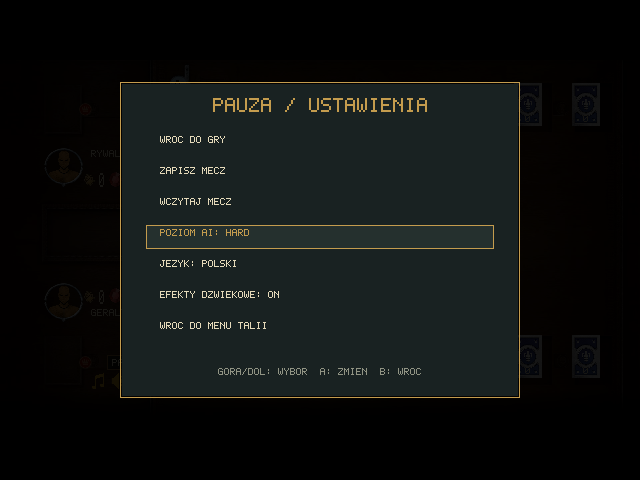 PAUZA / USTAWIENIA
WROC DO GRY
ZAPISZ MECZ
WCZYTAJ MECZ
POZIOM AI: HARD
JEZYK: POLSKI
EFEKTY DZWIEKOWE: ON
WROC DO MENU TALII
GORA/DOL: WYBOR A: ZMIEN B: WROC